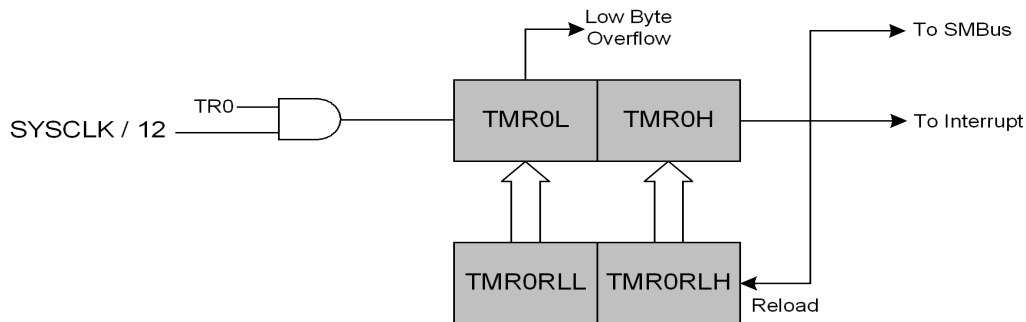 Low Byte
Overflow
To SMBus
TR0
SYSCLK / 12
TMR0L
TMR0H
To Interrupt
TMR0RLL
TMR0RLH
Reload